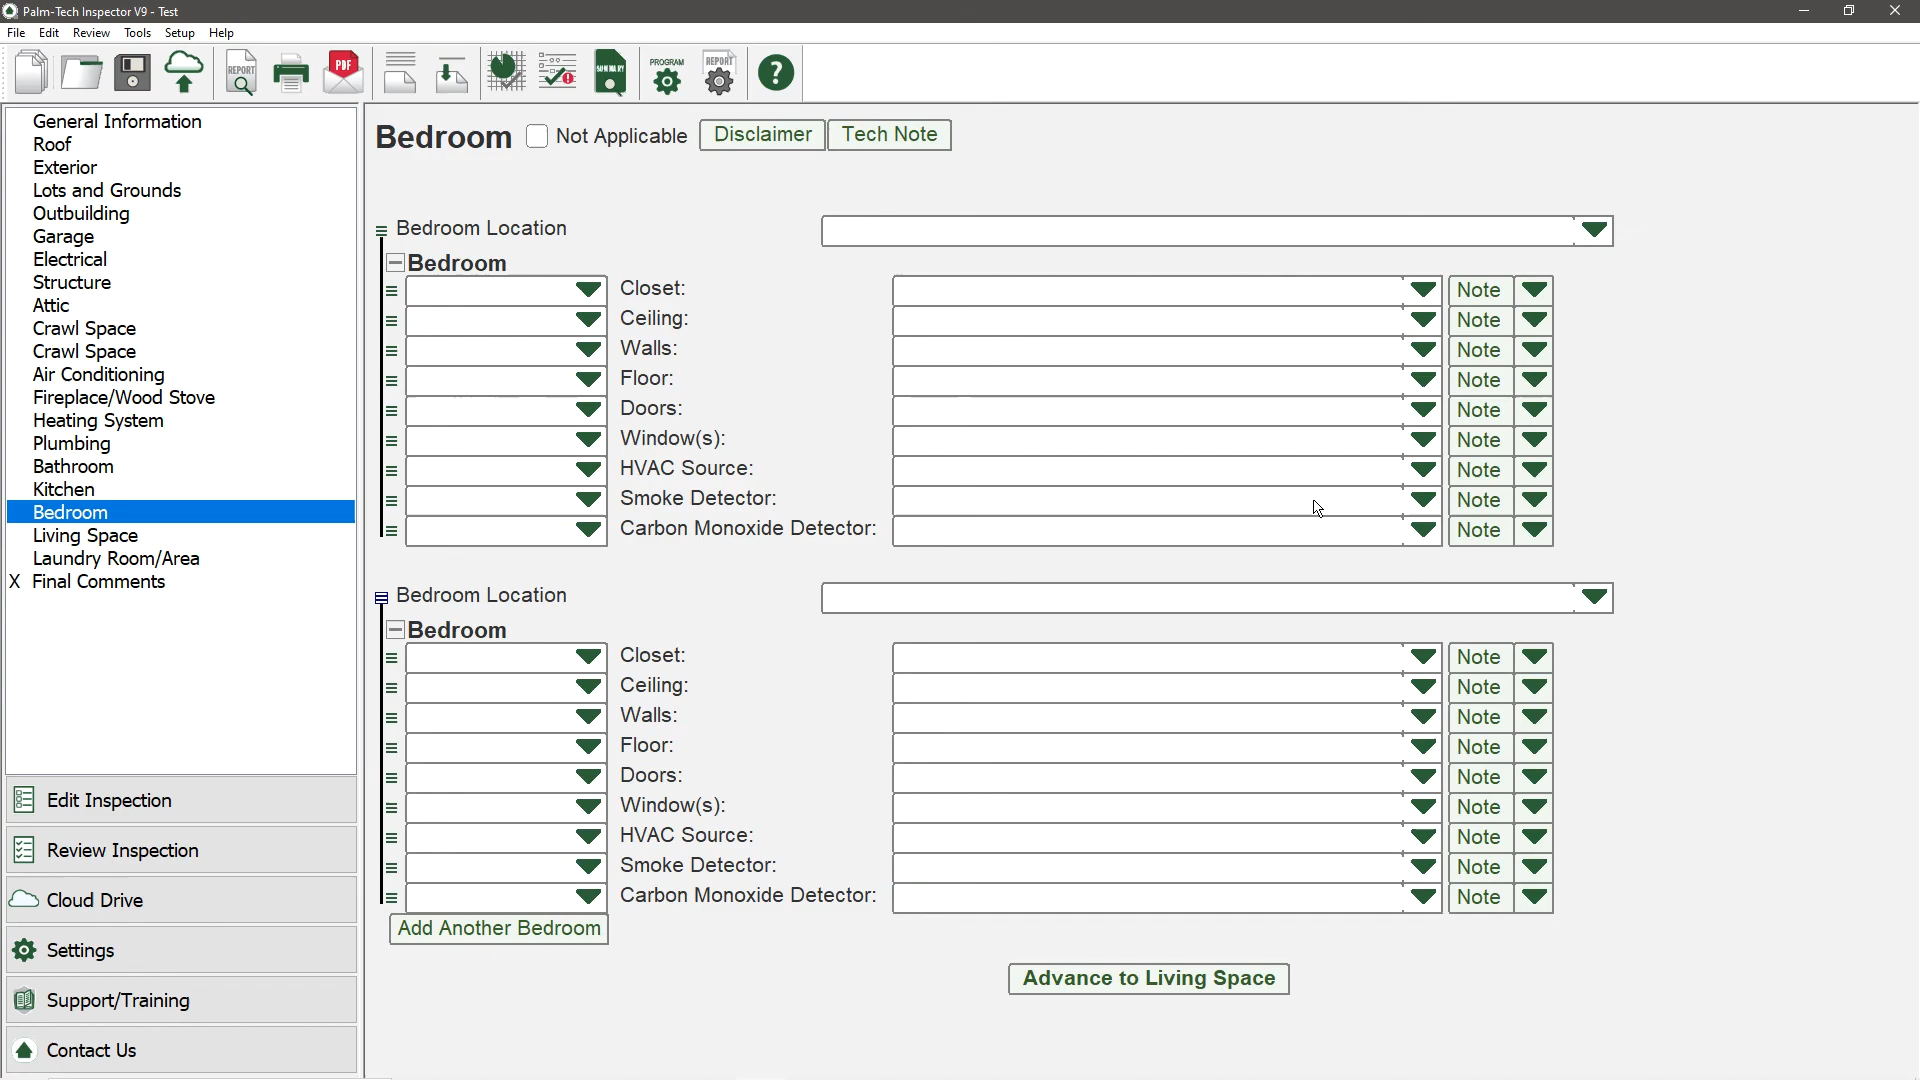 Palm-Tech Inspector V9 - Test
File Edit Review Tools Setup Help
REPORT PDF SUMMARY PROGRAM REPORT ?
General Information
Roof
Exterior
Lots and Grounds
Outbuilding
Garage
Electrical
Structure
Attic
Crawl Space
Crawl Space
Air Conditioning
Fireplace/Wood Stove
Heating System
Plumbing
Bathroom
Kitchen
Bedroom
Living Space
Laundry Room/Area
X Final Comments
Edit Inspection
Review Inspection
Cloud Drive
Settings
Support/Training
Contact Us
Bedroom Not Applicable Disclaimer Tech Note
Bedroom Location
Bedroom
Closet: Note
Ceiling: Note
Walls: Note
Floor: Note
Doors: Note
Window(s): Note
HVAC Source: Note
Smoke Detector: Note
Carbon Monoxide Detector: Note
Bedroom Location
Bedroom
Closet: Note
Ceiling: Note
Walls: Note
Floor: Note
Doors: Note
Window(s): Note
HVAC Source: Note
Smoke Detector: Note
Carbon Monoxide Detector: Note
Add Another Bedroom
Advance to Living Space